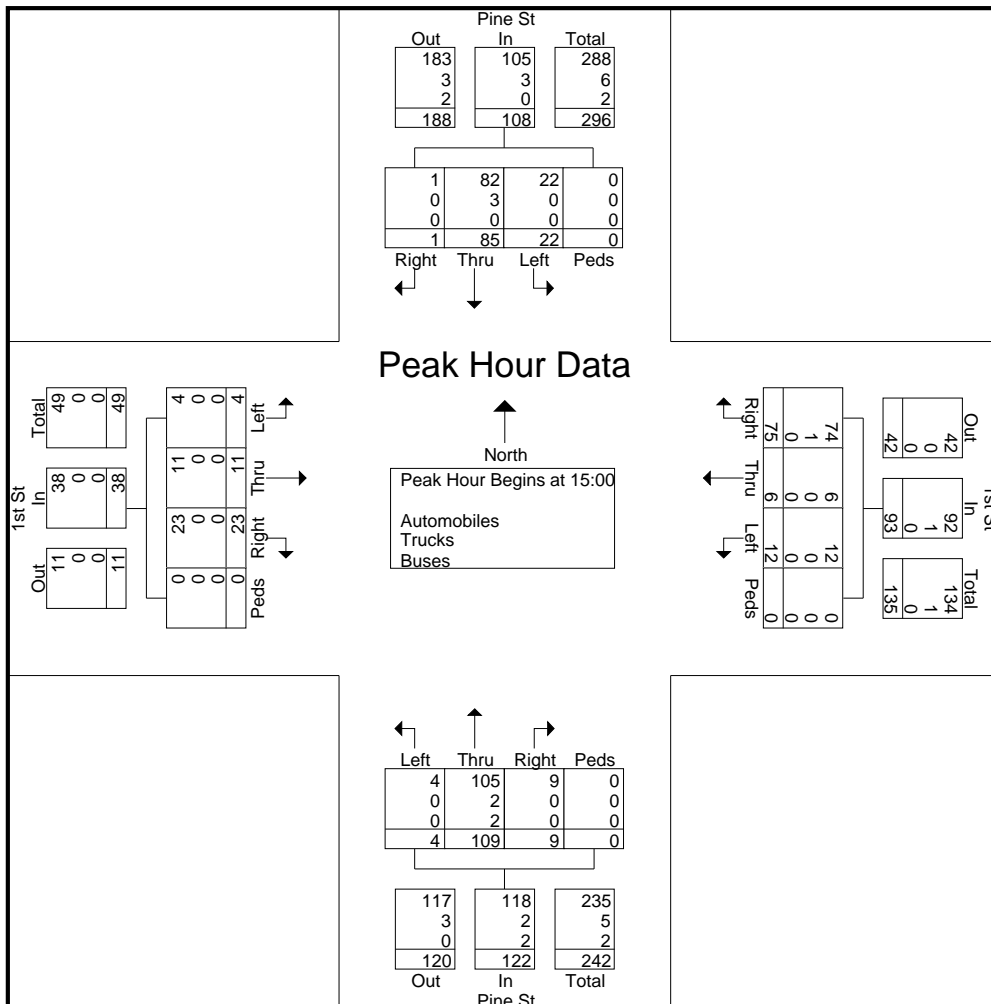 Pine St
Out In Total
183 105 288
3 3 6
2 0 2
188 108 296
1 82 22 0
0 3 0 0
0 0 0 0
1 85 22 0
Right Thru Left Peds
Peak Hour Data
North
Peak Hour Begins at 15:00
Automobiles
Trucks
Buses
1st St
Out In Total
11 38 49
0 0 0
0 0 0
11 38 49
Peds Right Thru Left
0 23 11 4
0 0 0 0
0 0 0 0
0 23 11 4
1st St
Out In Total
42 92 134
0 1 1
0 0 0
42 93 135
74 6 12 0
1 0 0 0
0 0 0 0
75 6 12 0
Right Thru Left Peds
Left Thru Right Peds
4 105 9 0
0 2 0 0
0 2 0 0
4 109 9 0
117 118 235
3 2 5
0 2 2
120 122 242
Out In Total
Pine St